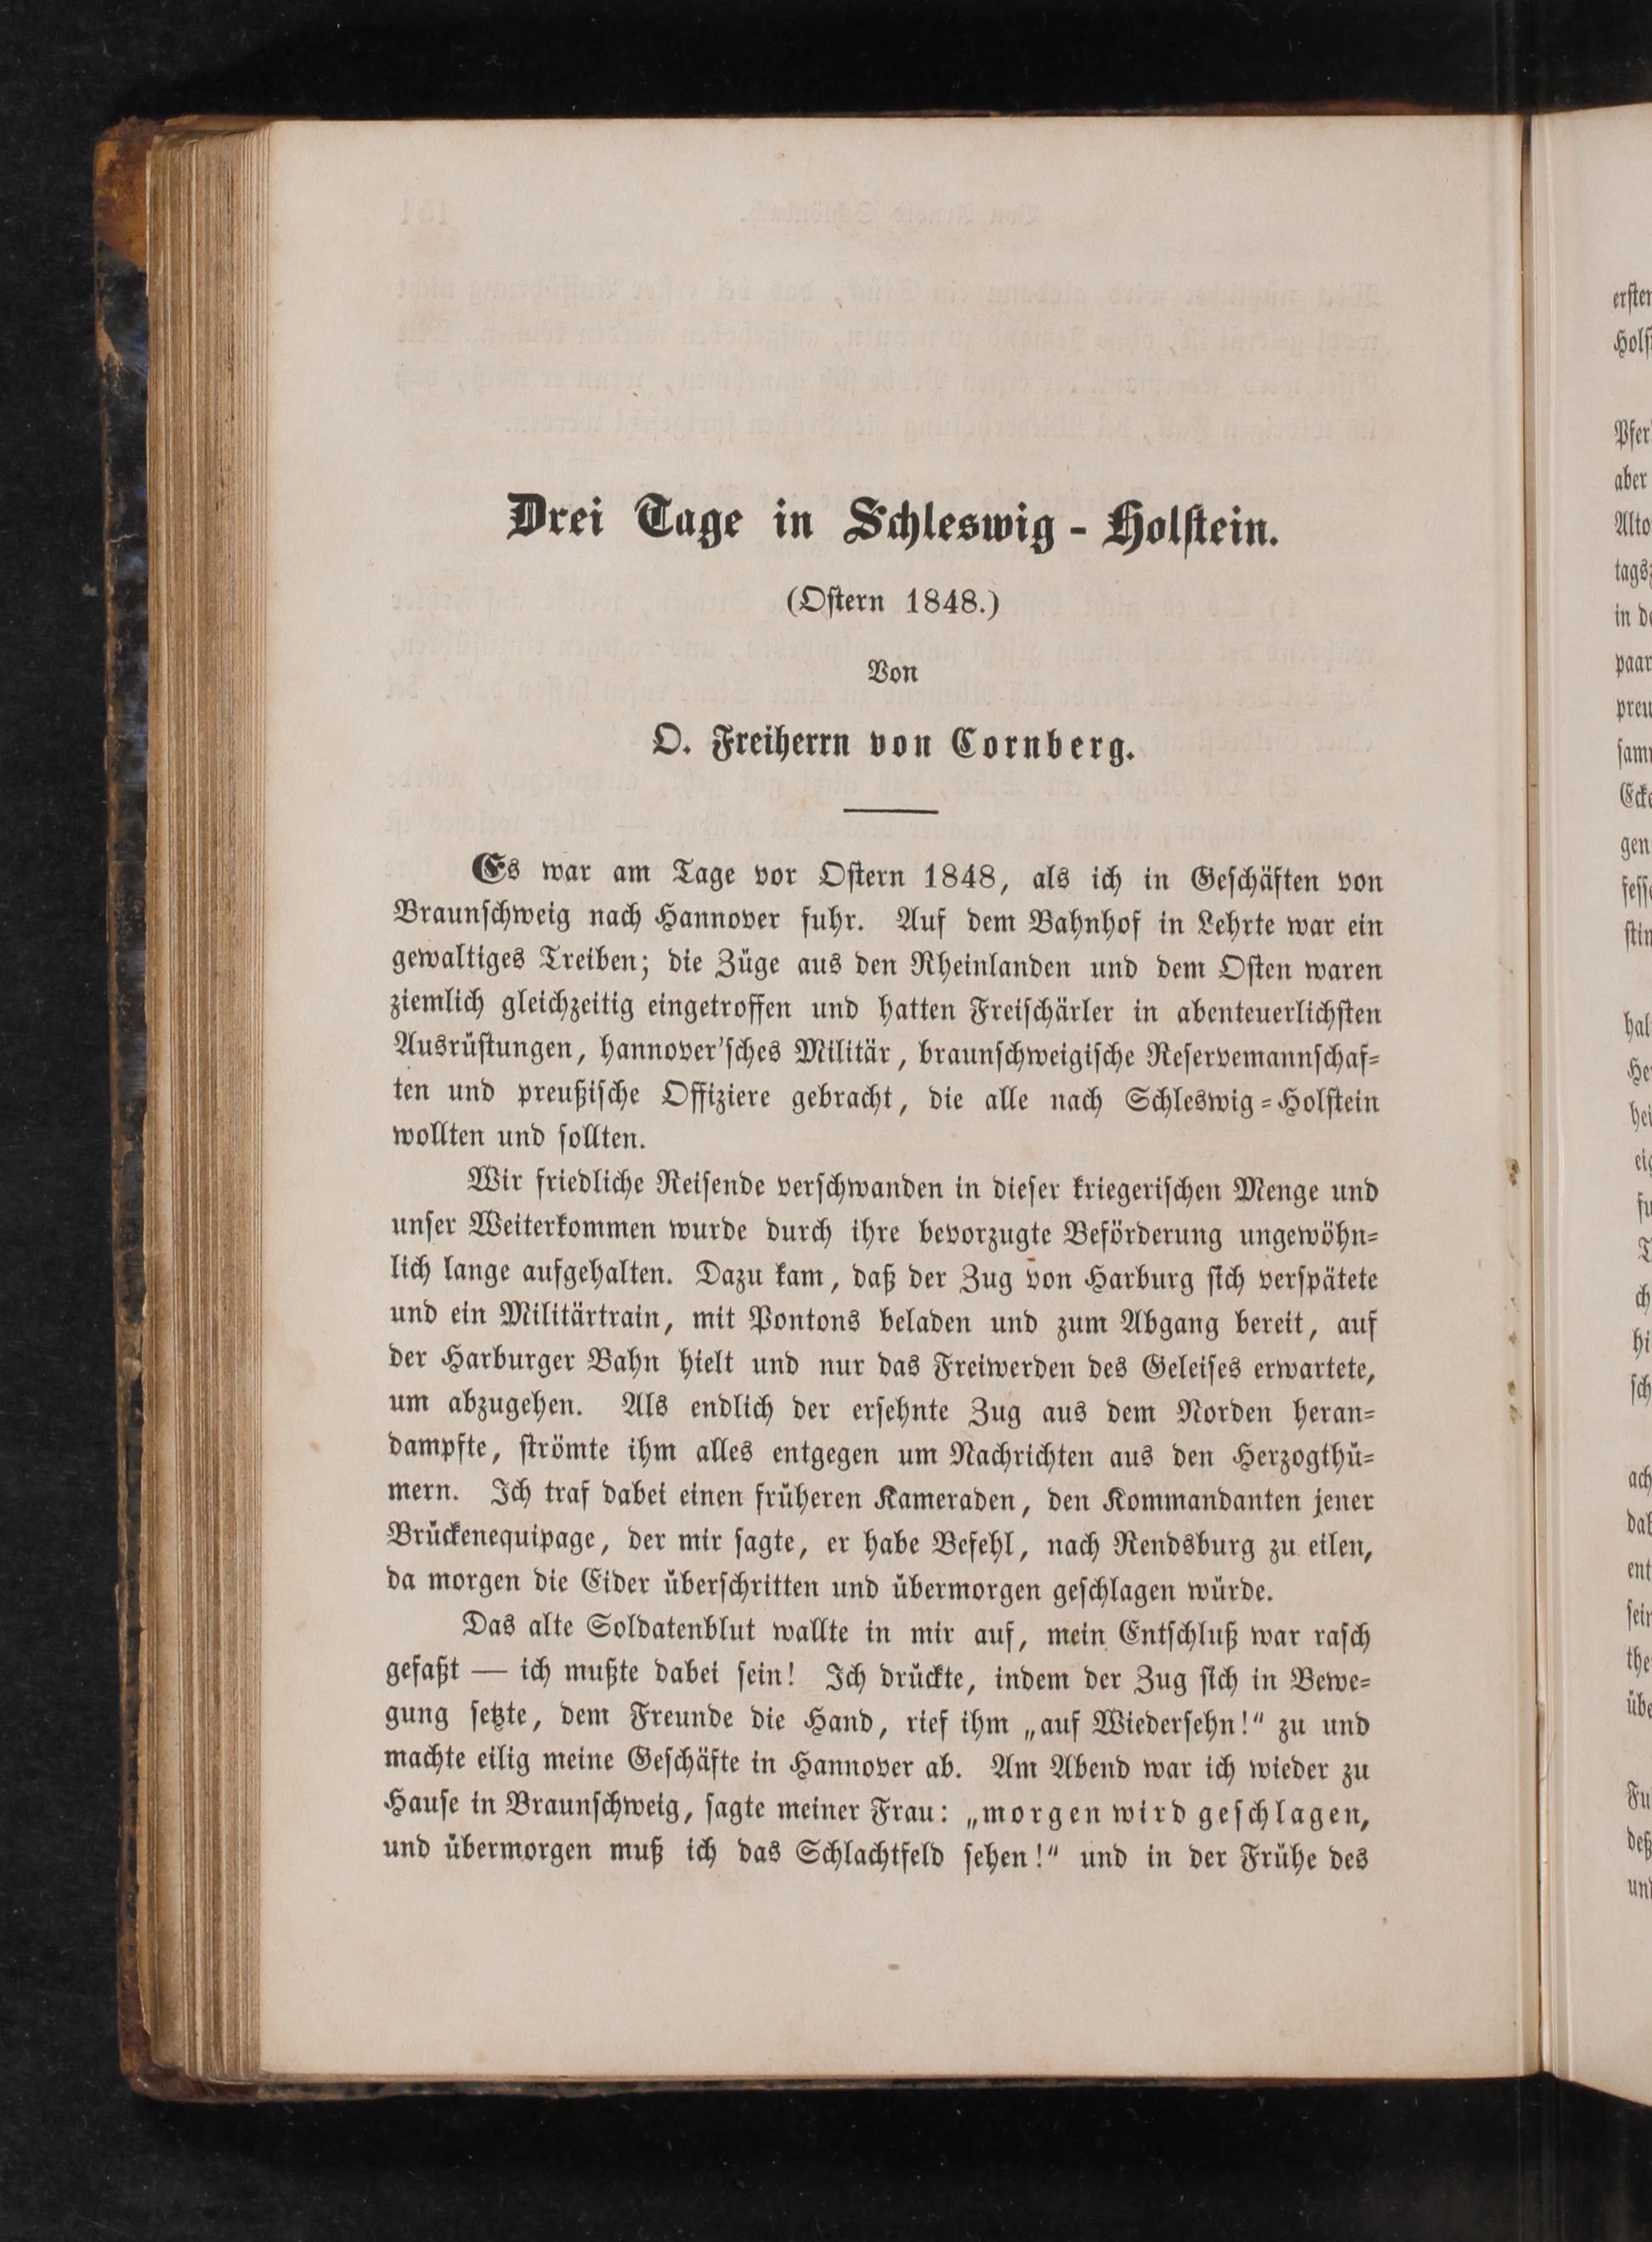 Drei Tage in Schleswig-Holstein.
(Ostern 1848.)
Von
O. Freiherrn von Cornberg.
Es war am Tage vor Ostern 1848, als ich in Geschäften von
Braunschweig nach Hannover fuhr. Auf dem Bahnhof in Lehrte war ein
gewaltiges Treiben; die Züge aus den Rheinlanden und dem Osten waren
ziemlich gleichzeitig eingetroffen und hatten Freischärler in abenteuerlichsten
Ausrüstungen, hannover'sches Militär, braunschweigische Reservemannschaf-
ten und preußische Offiziere gebracht, die alle nach Schleswig-Holstein
wollten und sollten.
Wir friedliche Reisende verschwanden in dieser kriegerischen Menge und
unser Weiterkommen wurde durch ihre bevorzugte Beförderung ungewöhn-
lich lange aufgehalten. Dazu kam, daß der Zug von Harburg sich verspätete
und ein Militärtrain, mit Pontons beladen und zum Abgang bereit, auf
der Harburger Bahn hielt und nur das Freiwerden des Geleises erwartete,
um abzugehen. Als endlich der ersehnte Zug aus dem Norden heran-
dampfte, strömte ihm alles entgegen um Nachrichten aus den Herzogthü-
mern. Ich traf dabei einen früheren Kameraden, den Kommandanten jener
Brückenequipage, der mir sagte, er habe Befehl, nach Rendsburg zu eilen,
da morgen die Eider überschritten und übermorgen geschlagen würde.
Das alte Soldatenblut wallte in mir auf, mein Entschluß war rasch
gefaßt — ich mußte dabei sein! Ich drückte, indem der Zug sich in Bewe-
gung setzte, dem Freunde die Hand, rief ihm „auf Wiedersehn!“ zu und
machte eilig meine Geschäfte in Hannover ab. Am Abend war ich wieder zu
Hause in Braunschweig, sagte meiner Frau: „morgen wird geschlagen,
und übermorgen muß ich das Schlachtfeld sehen!“ und in der Frühe des